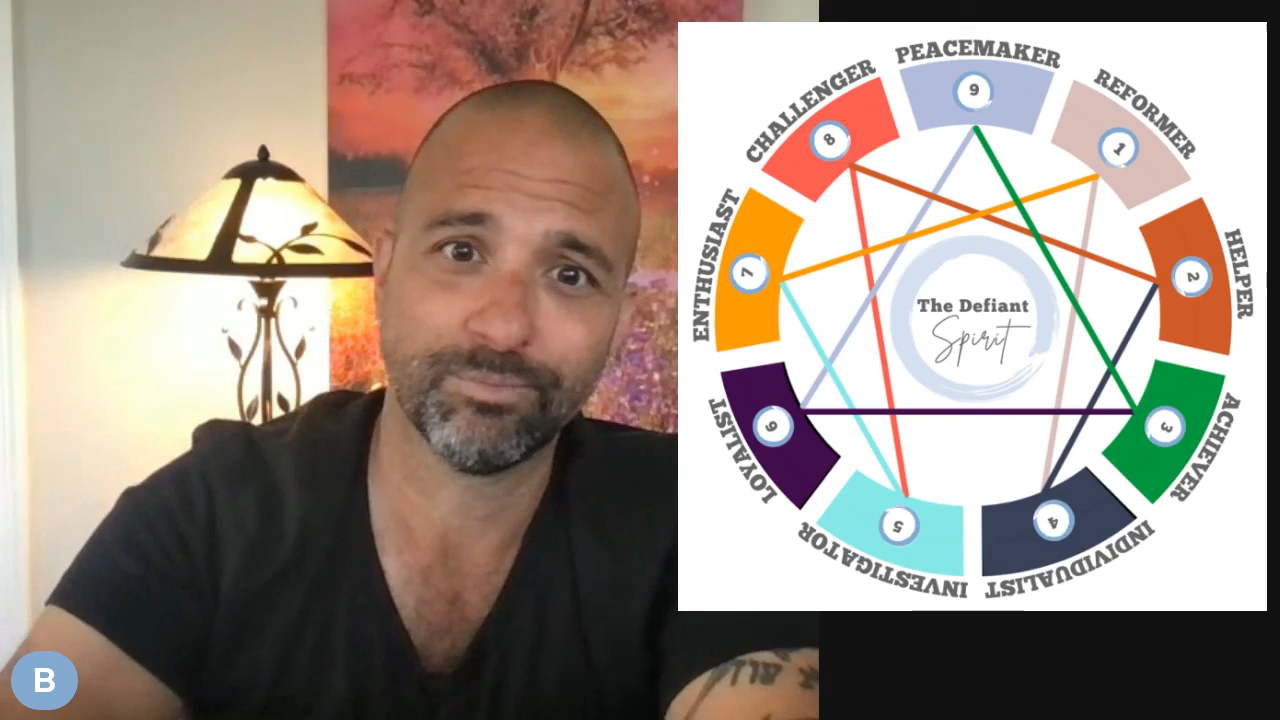 PEACEMAKER
9
REFORMER
1
HELPER
2
ACHIEVER
3
INDIVIDUALIST
4
INVESTIGATOR
5
LOYALIST
6
ENTHUSIAST
7
CHALLENGER
8
The Defiant
Spirit
B